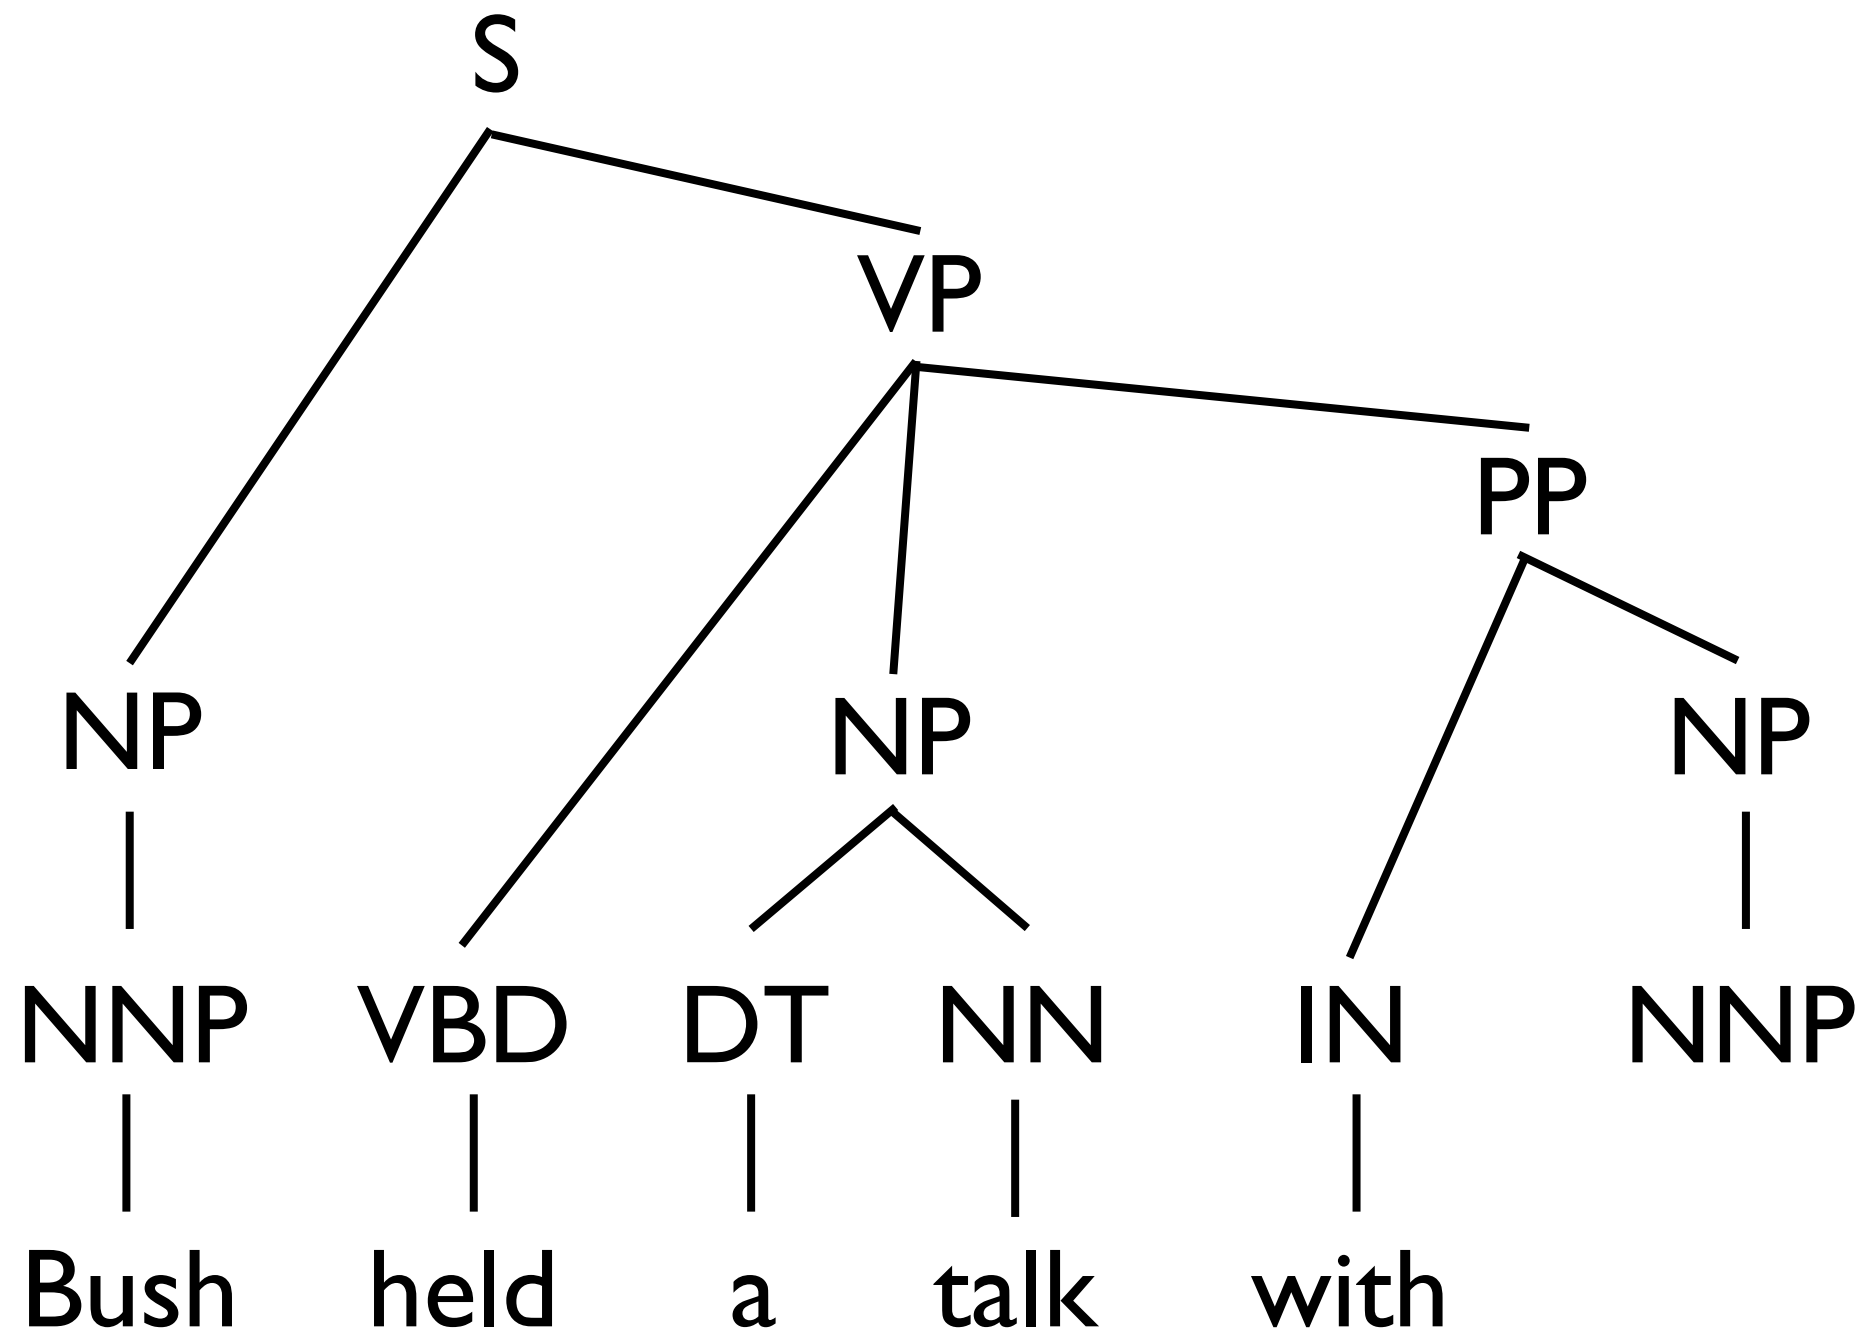 S
VP
PP
NP NP NP
NNP VBD DT NN IN NNP
Bush held a talk with